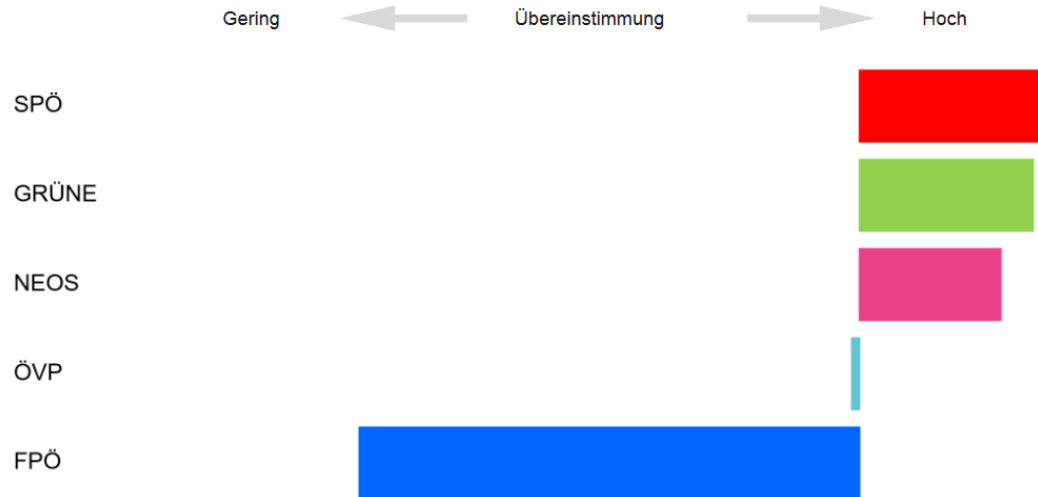 Gering Übereinstimmung Hoch
SPÖ
GRÜNE
NEOS
ÖVP
FPÖ